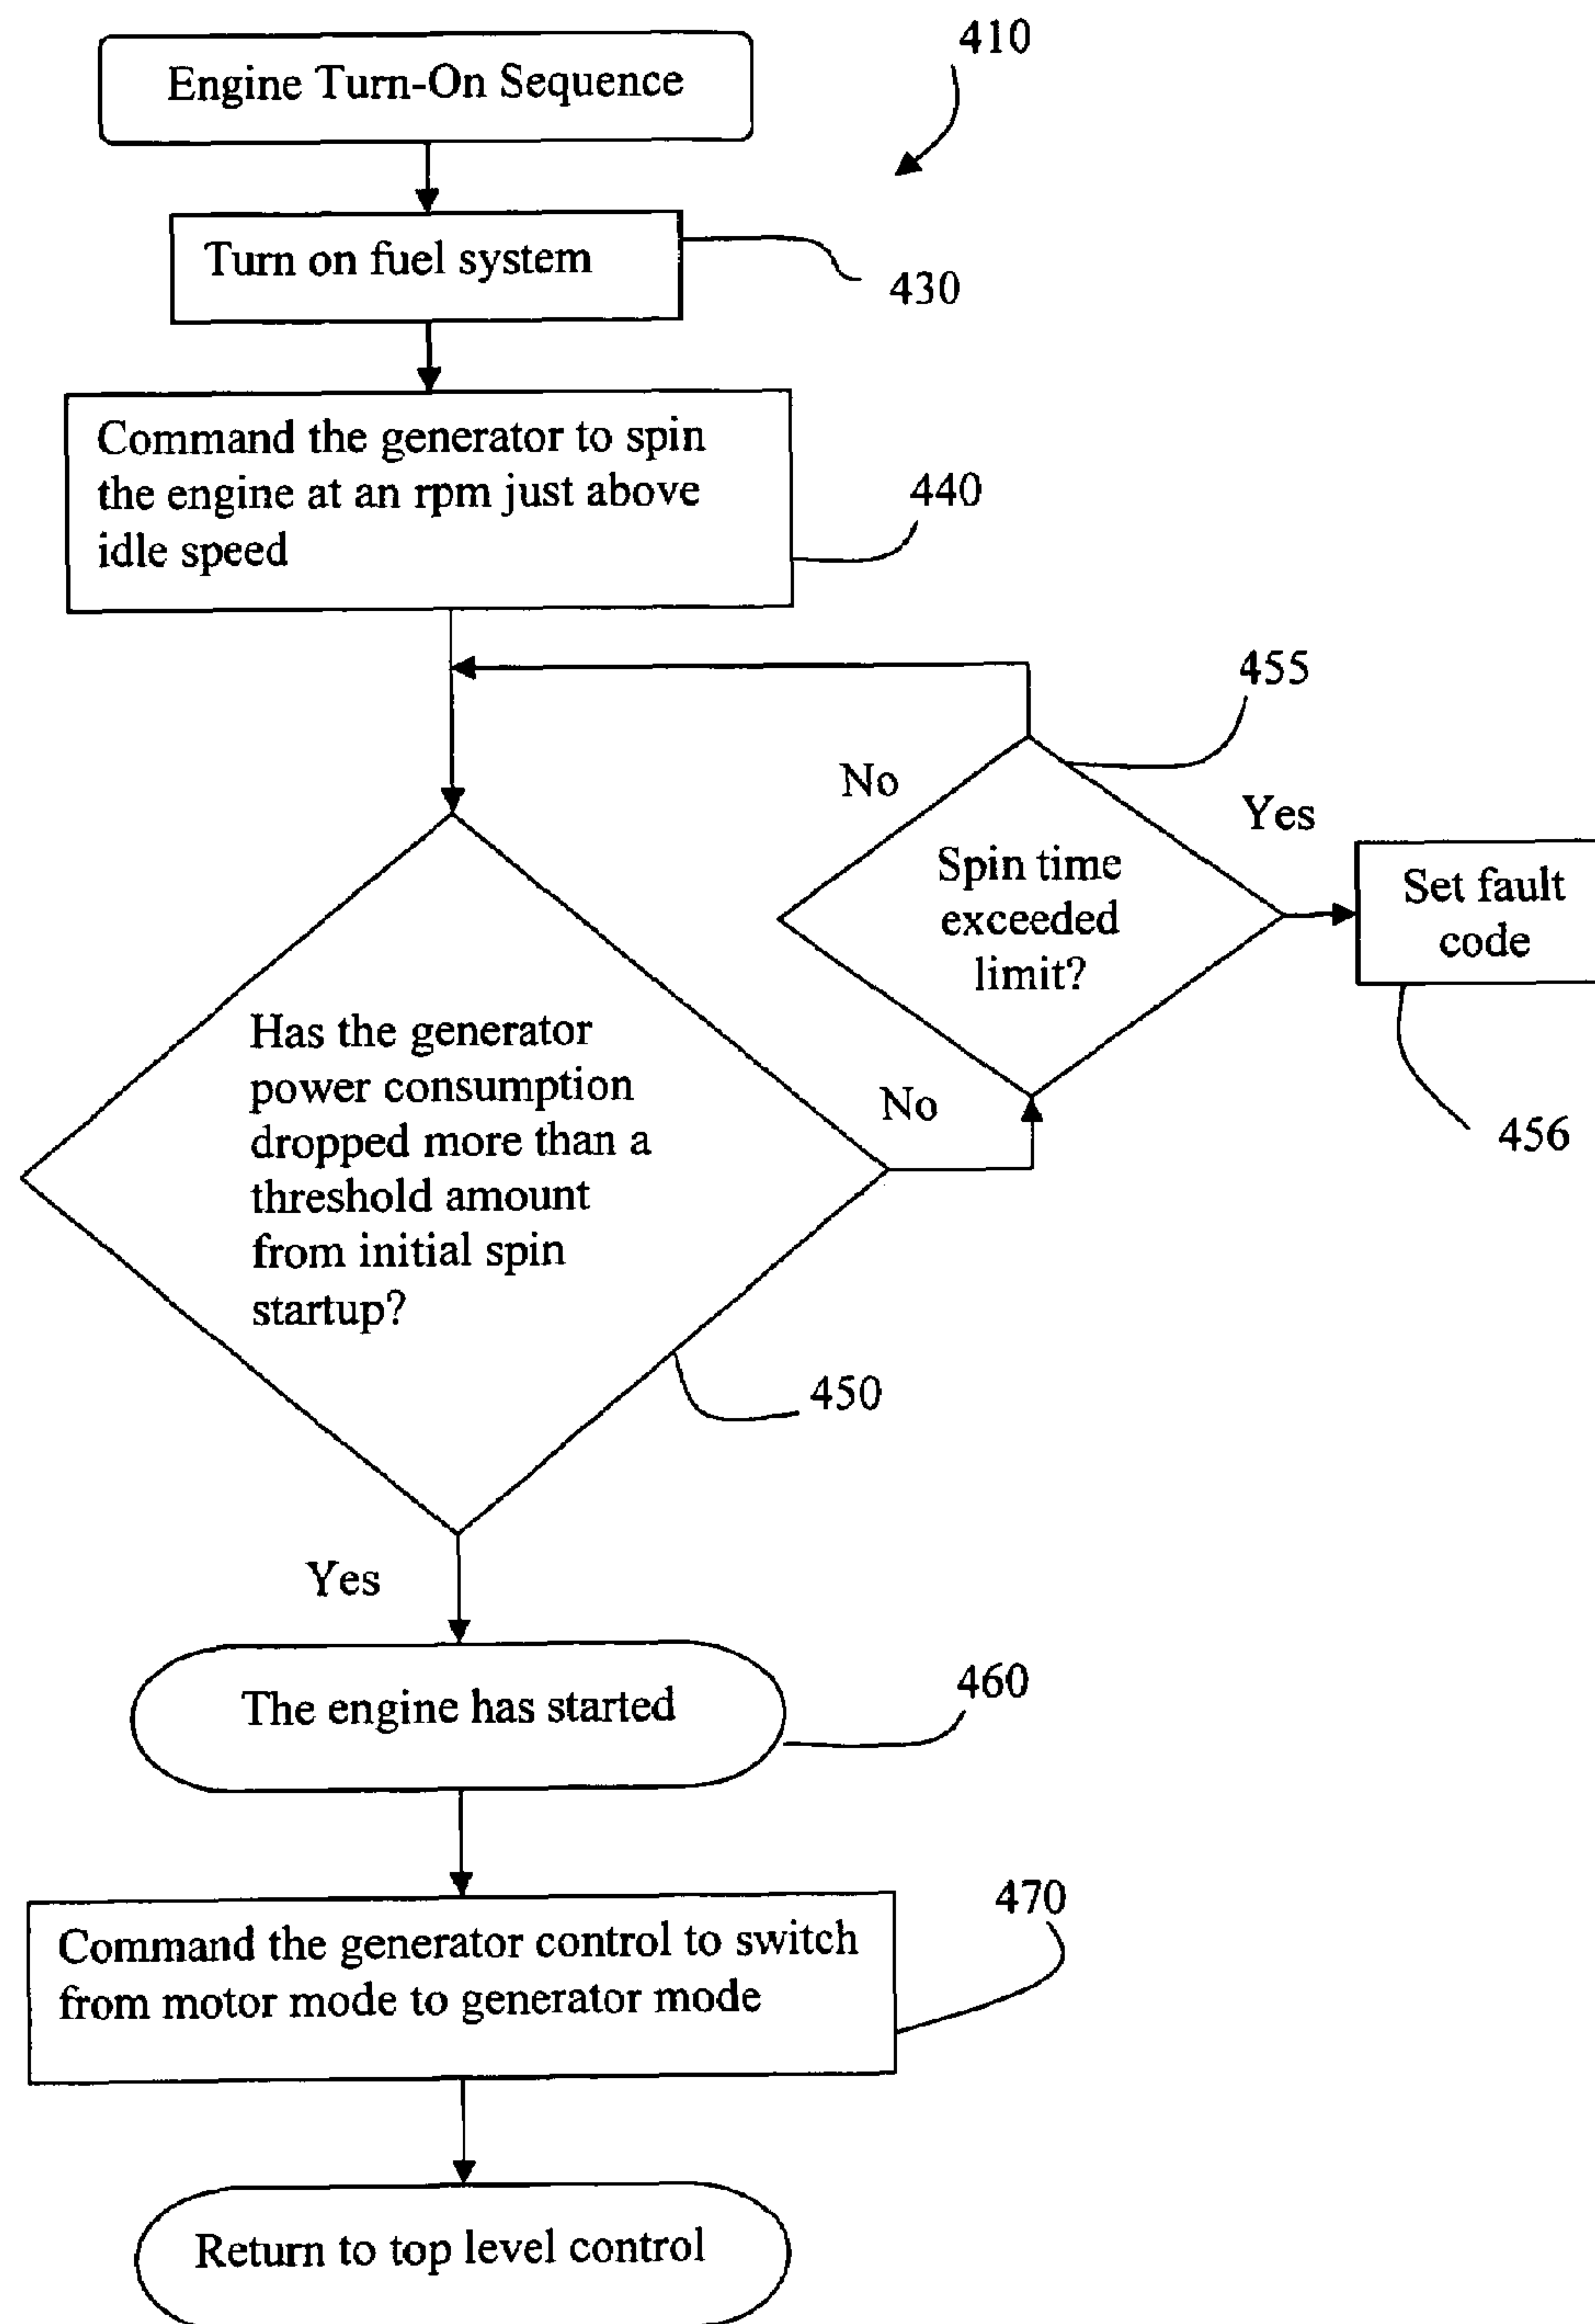 410
Engine Turn-On Sequence
Turn on fuel system
430
Command the generator to spin
the engine at an rpm just above
idle speed
440
455
No
Yes
Spin time
exceeded
limit?
Set fault
code
456
Has the generator
power consumption
dropped more than a
threshold amount
from initial spin
startup?
No
450
Yes
The engine has started
460
470
Command the generator control to switch
from motor mode to generator mode
Return to top level control